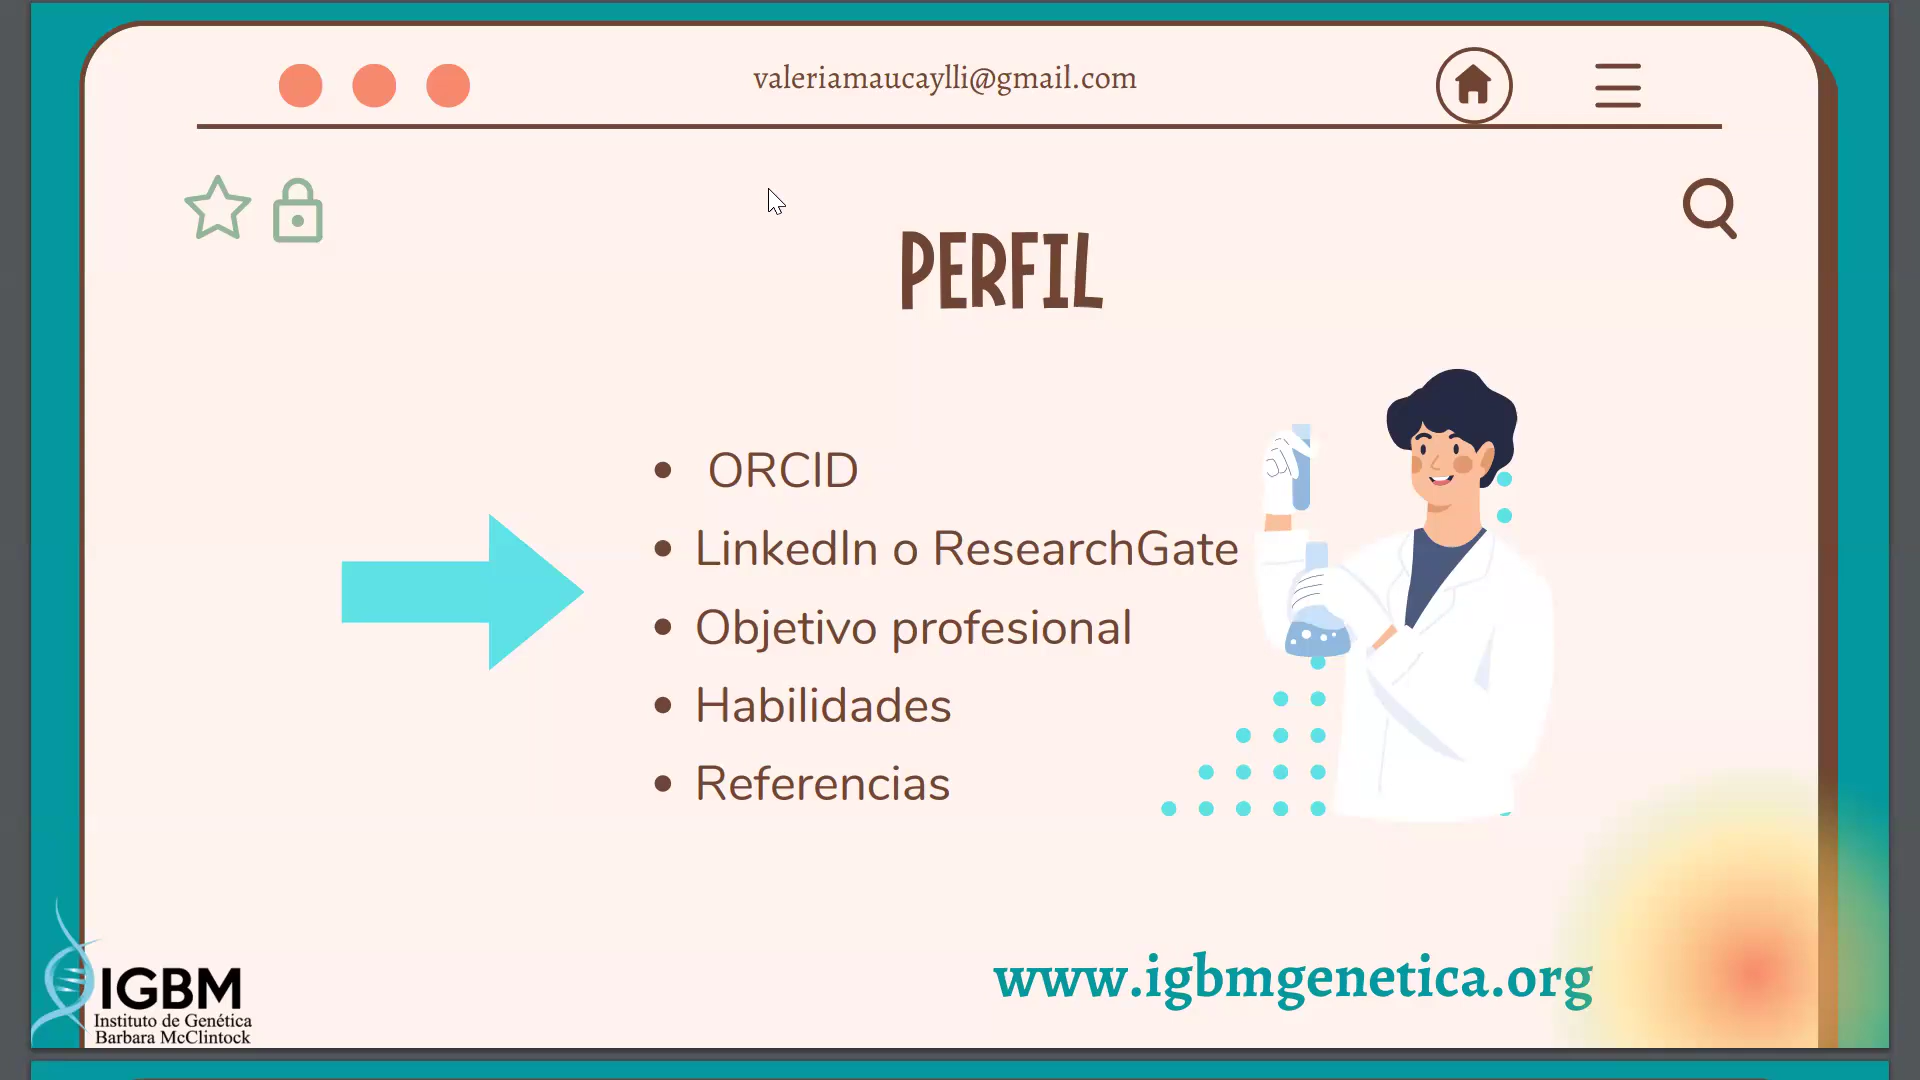 valeriamaucaylli@gmail.com
PERFIL
ORCID
LinkedIn o ResearchGate
Objetivo profesional
Habilidades
Referencias
IGBM
Instituto de Genética
Barbara McClintock
www.igbmgenetica.org